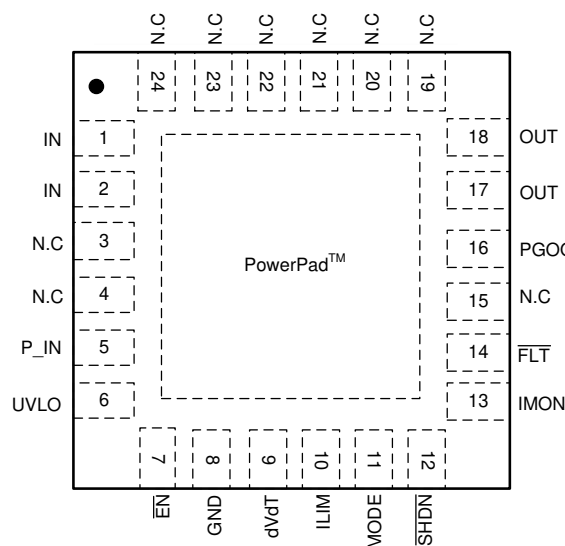 N.C
N.C
N.C
N.C
N.C
N.C
24
23
22
21
20
19
IN 1
18 OUT
IN 2
17 OUT
N.C 3
16
N.C 4
15 N.C
P_IN 5
14 FLT
UVLO 6
13 IMON
PowerPad™
7
8
9
10
11
12
EN
GND
dVdT
ILIM
MODE
SHDN